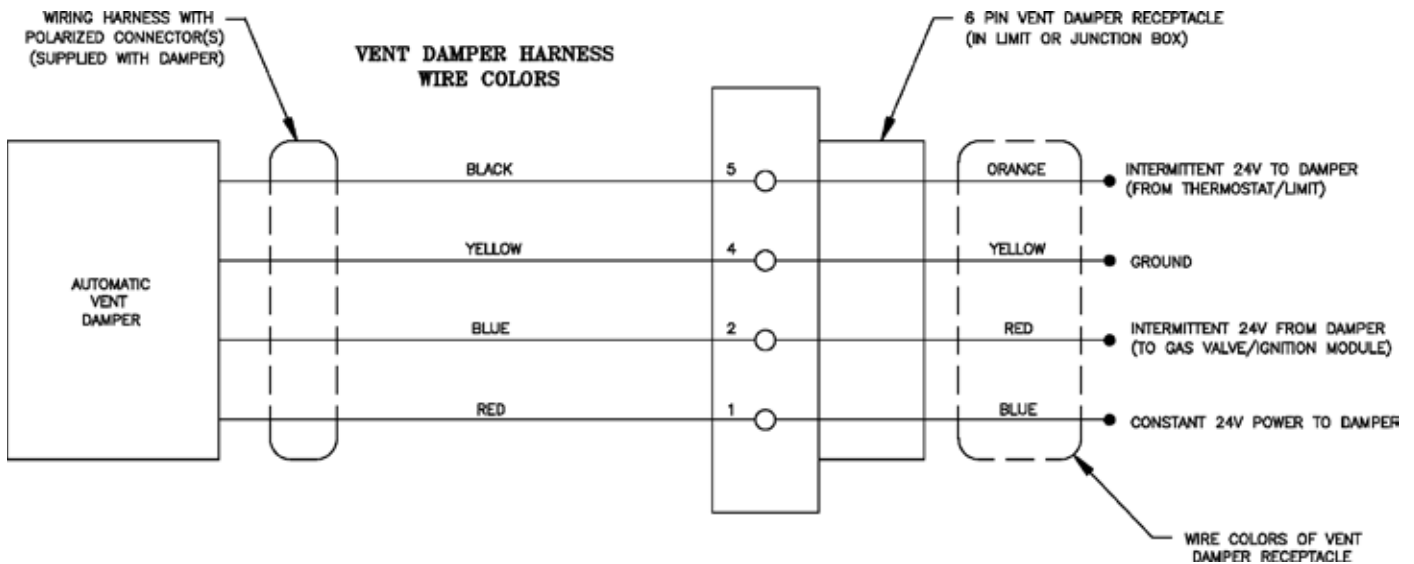 WIRING HARNESS WITH
POLARIZED CONNECTOR(S)
(SUPPLIED WITH DAMPER)
VENT DAMPER HARNESS
WIRE COLORS
6 PIN VENT DAMPER RECEPTACLE
(IN LIMIT OR JUNCTION BOX)
AUTOMATIC
VENT
DAMPER
BLACK
5
ORANGE
INTERMITTENT 24V TO DAMPER
(FROM THERMOSTAT/LIMIT)
YELLOW
4
YELLOW
GROUND
BLUE
2
RED
INTERMITTENT 24V FROM DAMPER
(TO GAS VALVE/IGNITION MODULE)
RED
1
BLUE
CONSTANT 24V POWER TO DAMPER
WIRE COLORS OF VENT
DAMPER RECEPTACLE